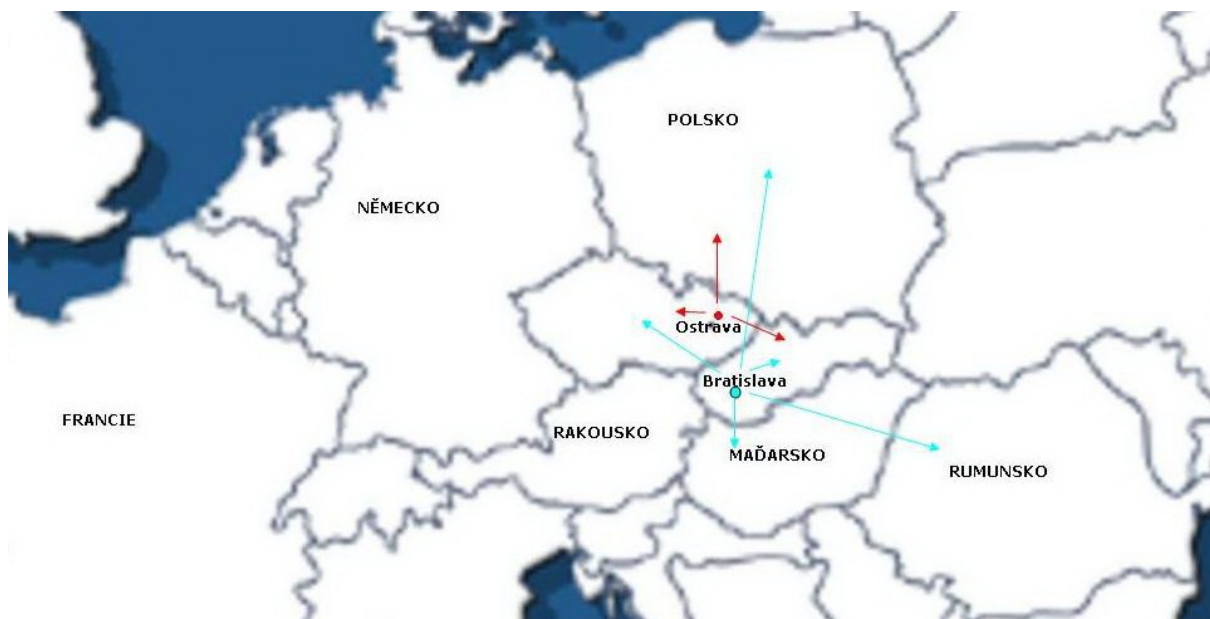 POLSKO
NĚMECKO
Ostrava
Bratislava
FRANCIE
RAKOUSKO
MAĎARSKO
RUMUNSKO